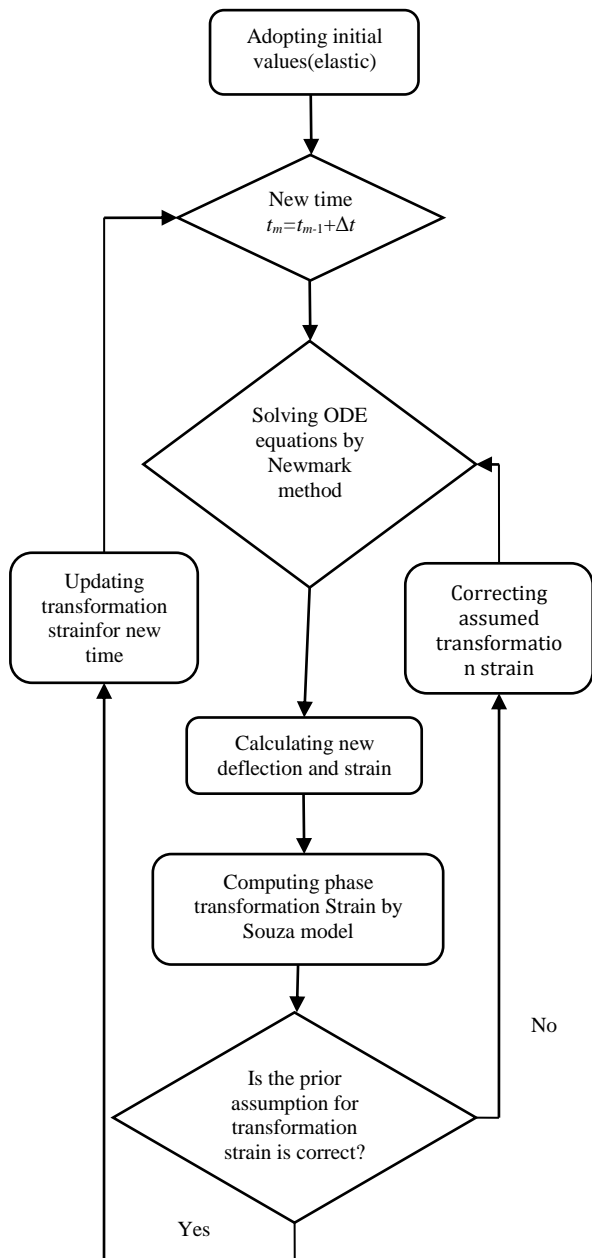 Adopting initial
values(elastic)
New time
tm=tm-1+Δt
Solving ODE
equations by
Newmark
method
Updating
transformation
strainfor new
time
Correcting
assumed
transformatio
n strain
Calculating new
deflection and strain
Computing phase
transformation Strain by
Souza model
No
Is the prior
assumption for
transformation
strain is correct?
Yes